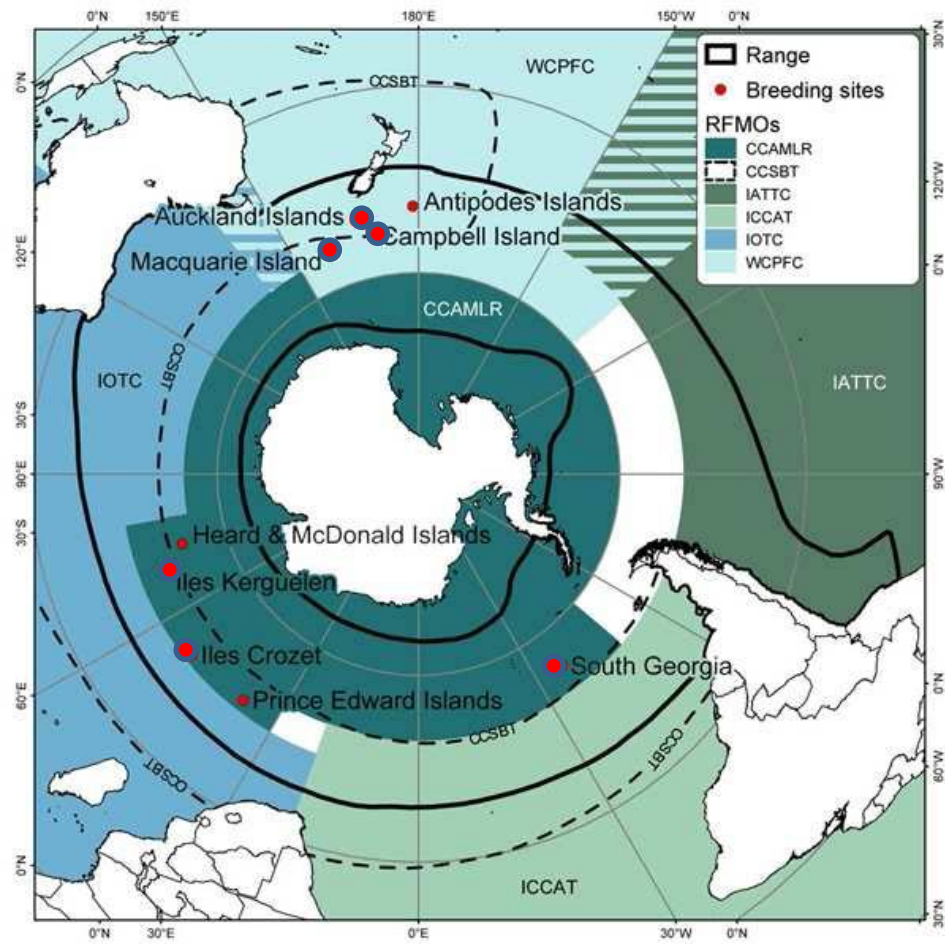 0°N 150°E 180°E 150°W 0°N
30°N
0°N
WCPFC
CCSBT
Range
Breeding sites
RFMOs
CCAMLR
CCSBT
IATTC
ICCAT
IOTC
WCPFC
120°W
Antipodes Islands
Auckland Islands
Campbell Island
Macquarie Island
120°E
0°N
CCAMLR
CCSBT
IOTC
IATTC
30°S
90°E
90°W
30°S
Heard & McDonald Islands
Iles Kerguelen
Iles Crozet
South Georgia
0°N
60°E
Prince Edward Islands
CCSBT
CCSBT
CCSBT
60°W
0°N
ICCAT
30°N
0°N 30°E 0°E 30°W 0°N